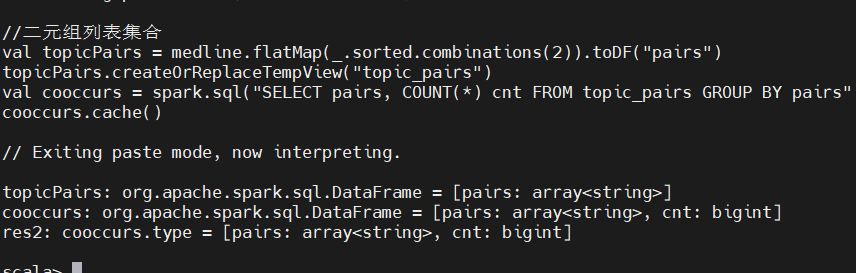 //二元组列表集合
val topicPairs = medline.flatMap(_.sorted.combinations(2)).toDF("pairs")
topicPairs.createOrReplaceTempView("topic_pairs")
val cooccurs = spark.sql("SELECT pairs, COUNT(*) cnt FROM topic_pairs GROUP BY pairs"
cooccurs.cache()
// Exiting paste mode, now interpreting.
topicPairs: org.apache.spark.sql.DataFrame = [pairs: array<string>]
cooccurs: org.apache.spark.sql.DataFrame = [pairs: array<string>, cnt: bigint]
res2: cooccurs.type = [pairs: array<string>, cnt: bigint]
scala>